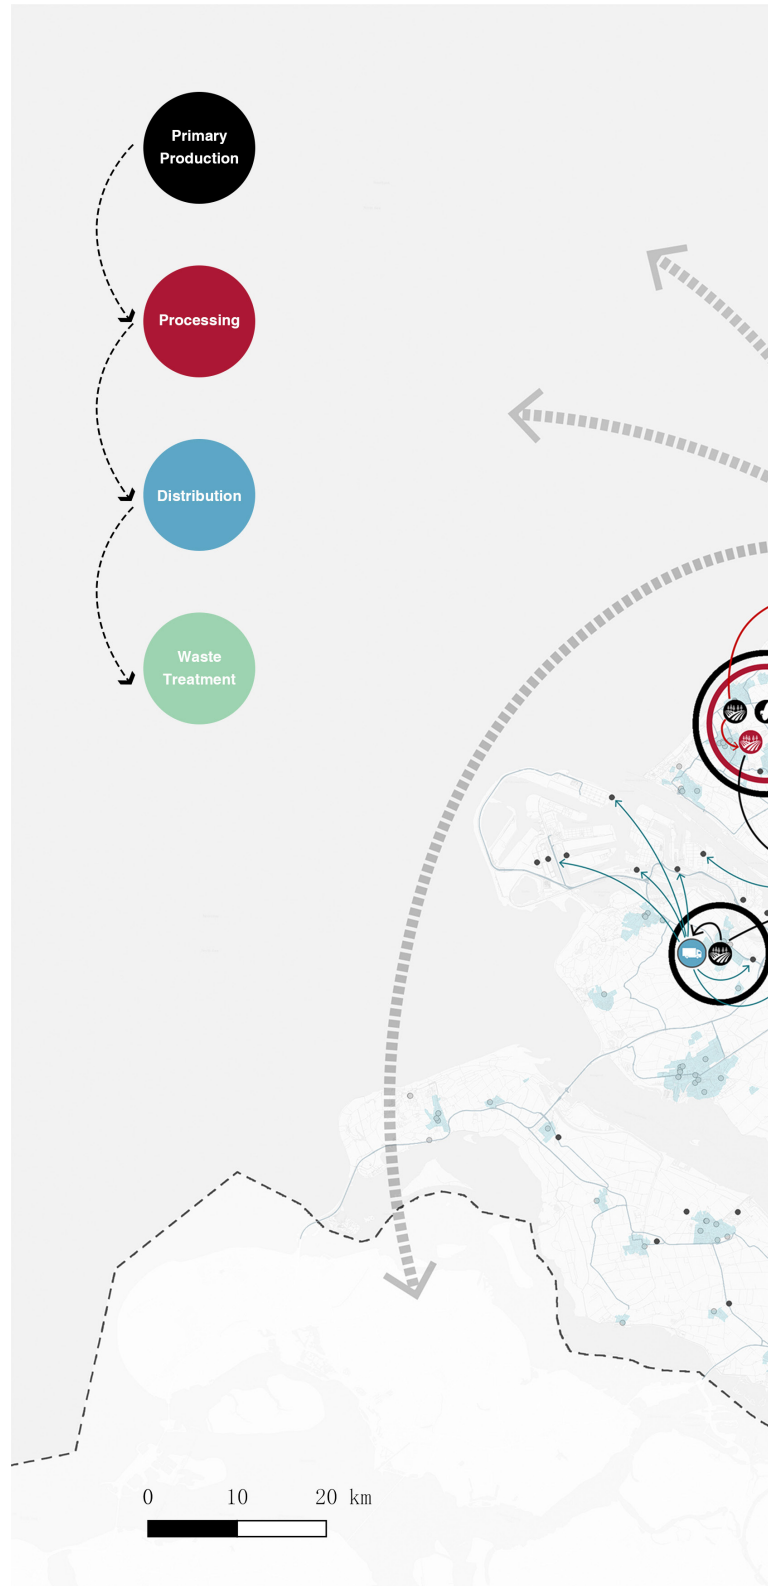 Primary
Production
Processing
Distribution
Waste
Treatment
0 10 20 km